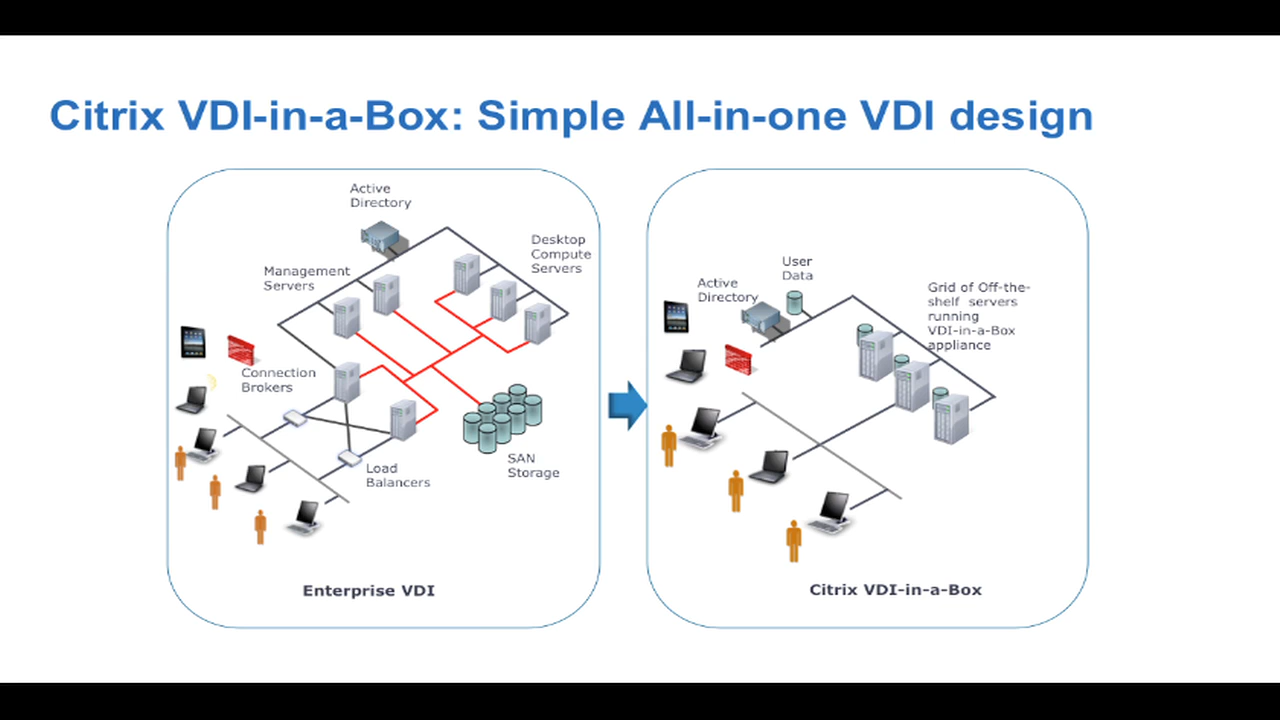 Citrix VDI-in-a-Box: Simple All-in-one VDI design
Active
Directory
Desktop
Compute
Servers
Management
Servers
Connection
Brokers
Load
Balancers
SAN
Storage
Enterprise VDI
User
Data
Active
Directory
Grid of Off-the-
shelf servers
running
VDI-in-a-Box
appliance
Citrix VDI-in-a-Box